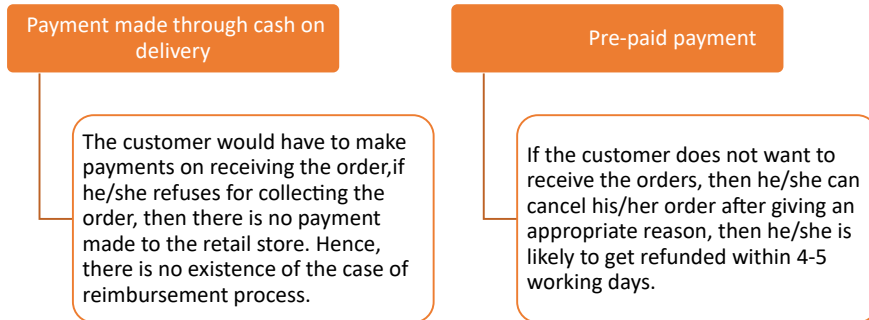 Payment made through cash on
delivery
The customer would have to make
payments on receiving the order,if
he/she refuses for collecting the
order, then there is no payment
made to the retail store. Hence,
there is no existence of the case of
reimbursement process.
Pre-paid payment
If the customer does not want to
receive the orders, then he/she can
cancel his/her order after giving an
appropriate reason, then he/she is
likely to get refunded within 4-5
working days.